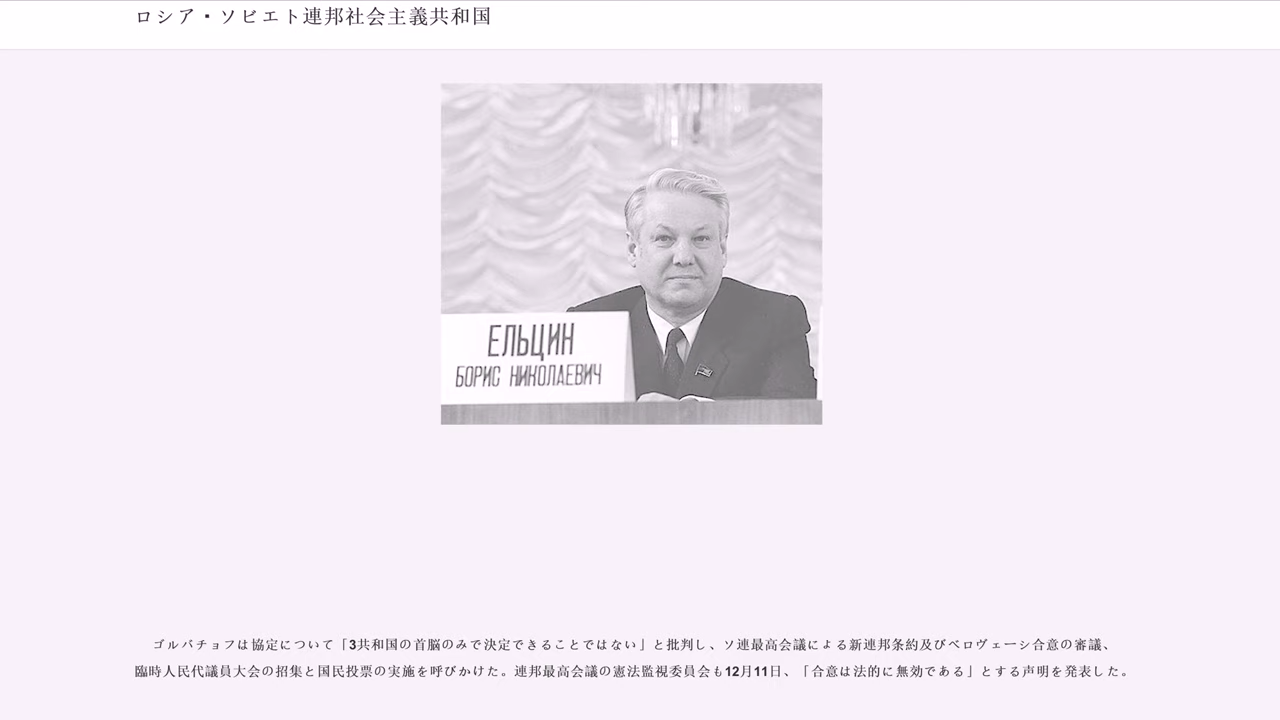 ロシア・ソビエト連邦社会主義共和国
ЕЛЬЦИН
БОРИС НИКОЛАЕВИЧ
ゴルバチョフは協定について「3共和国の首脳のみで決定できることではない」と批判し、ソ連最高会議による新連邦条約及びベロヴェーシ合意の審議、
臨時人民代議員大会の招集と国民投票の実施を呼びかけた。連邦最高会議の憲法監視委員会も12月11日、「合意は法的に無効である」とする声明を発表した。